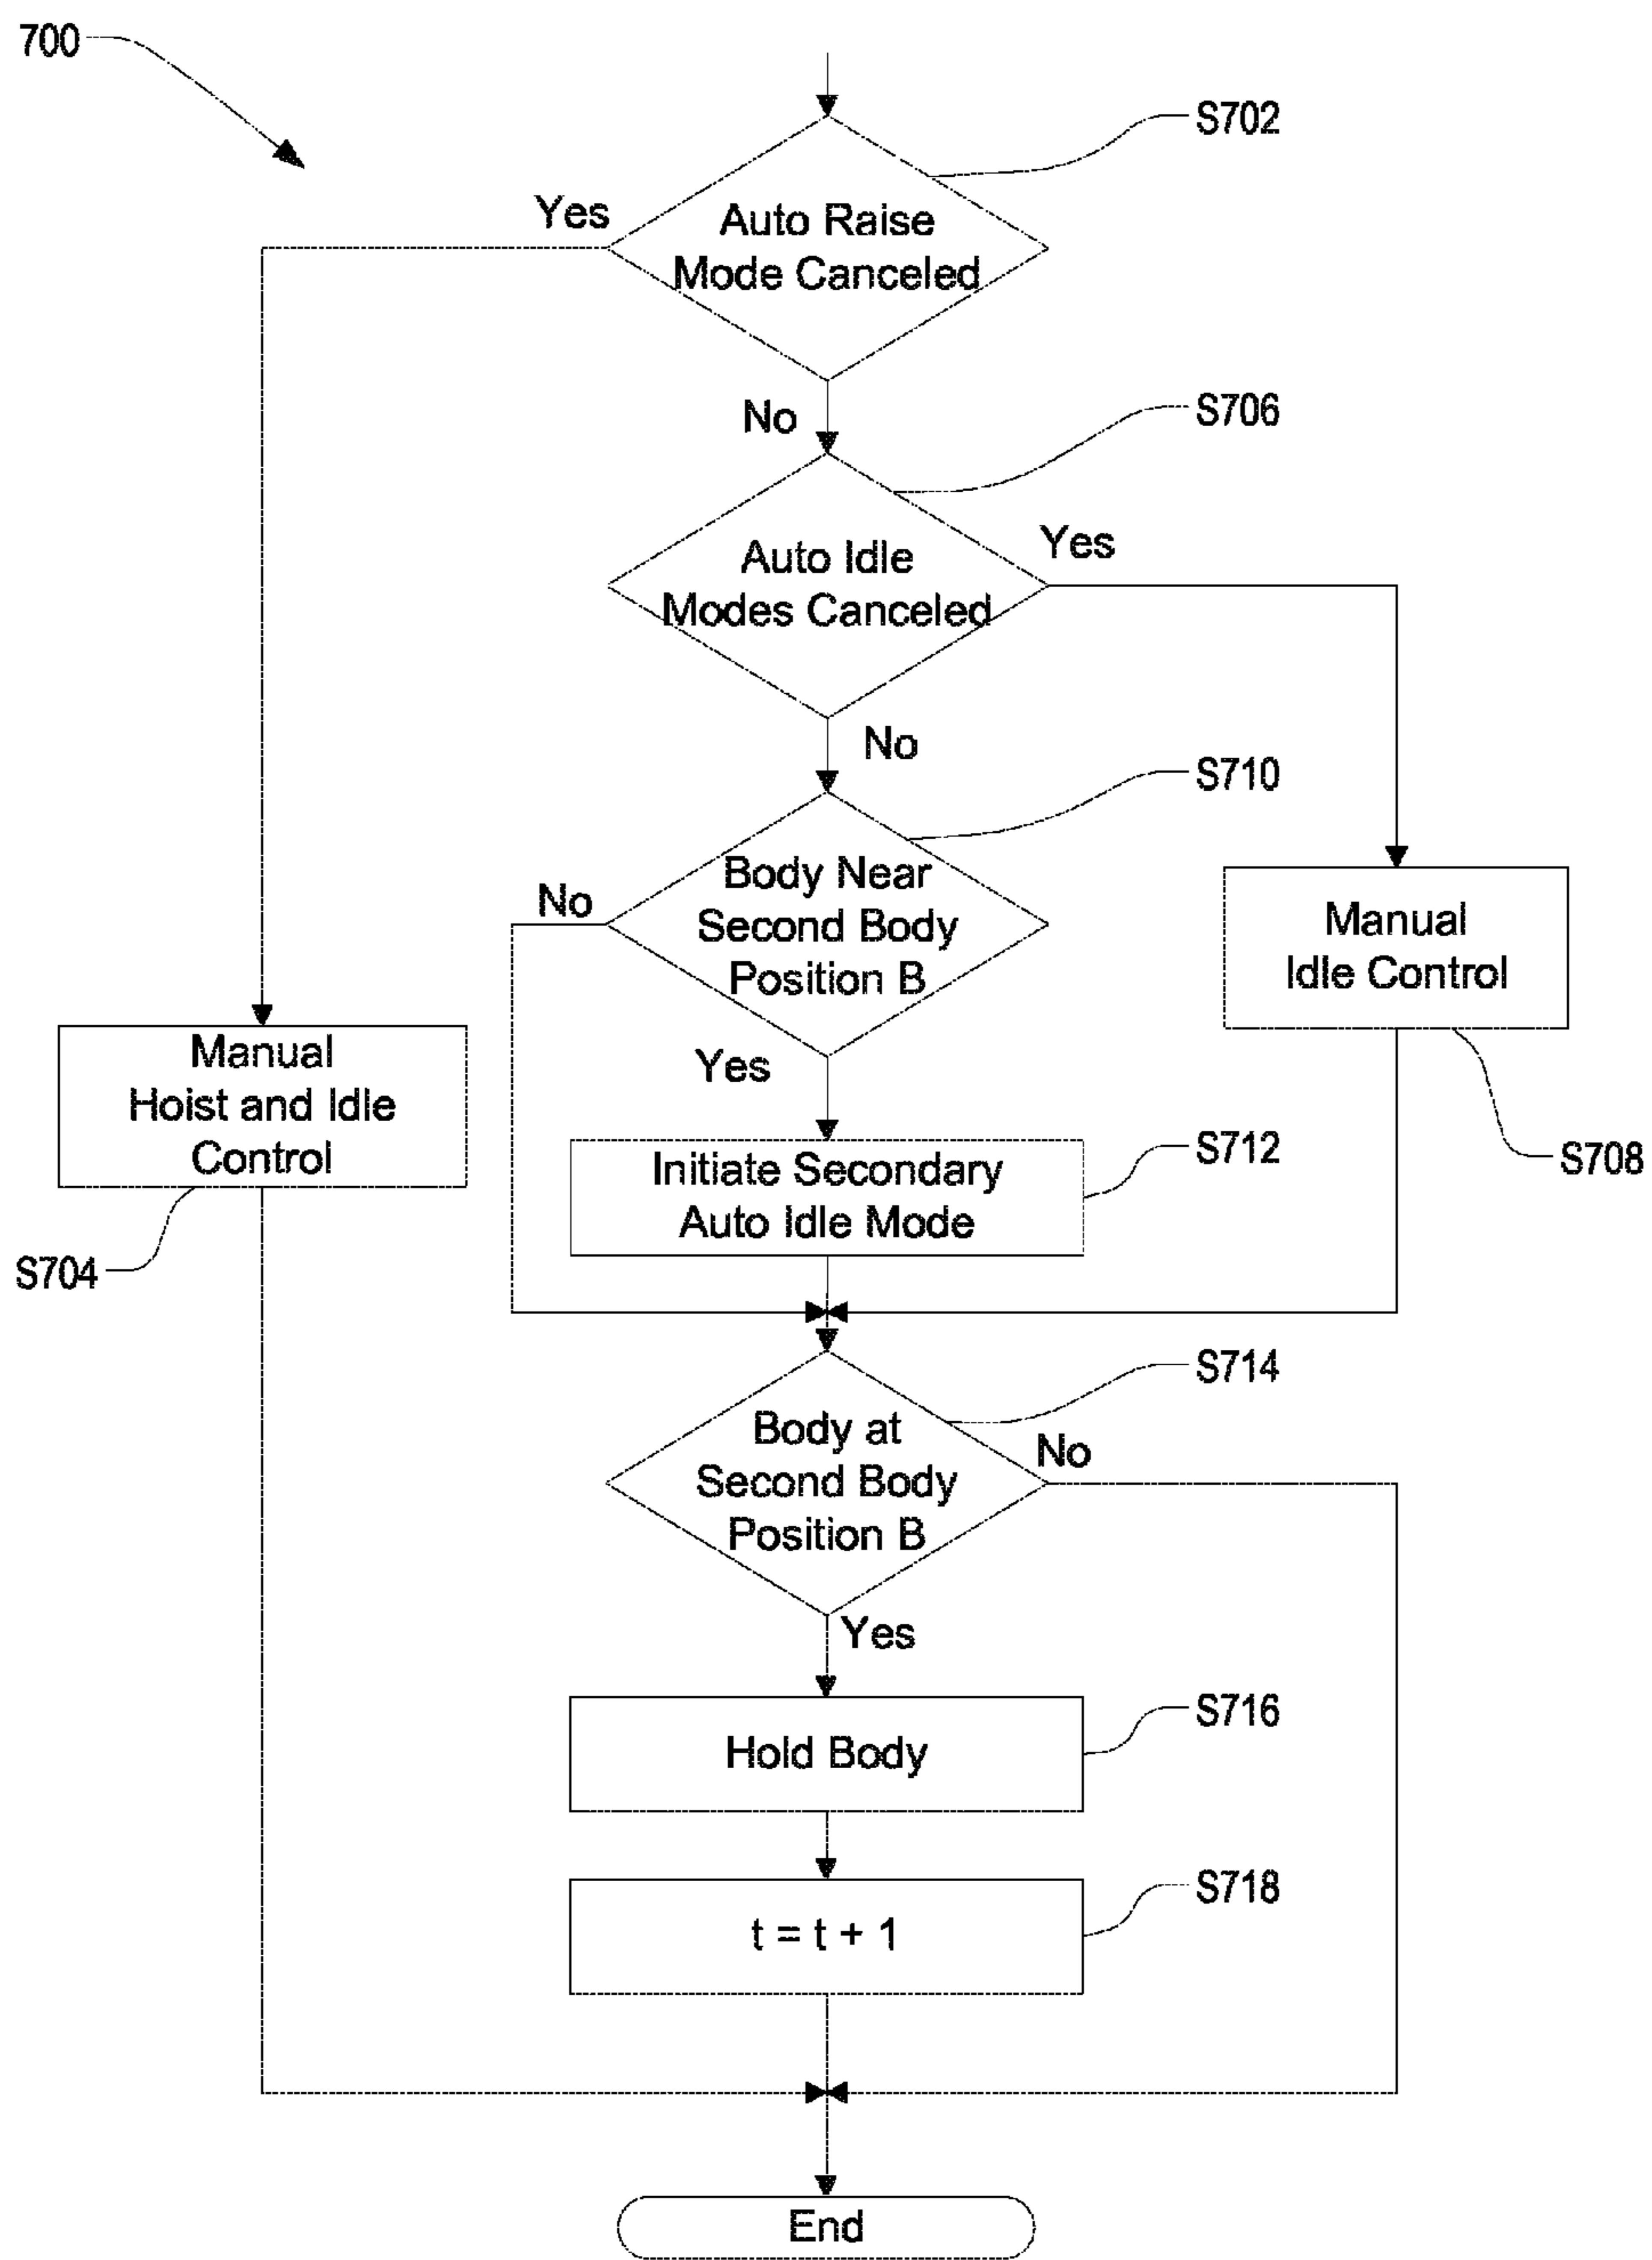 700
S702
Yes
Auto Raise
Mode Canceled
No
S706
Auto Idle
Modes Canceled
Yes
No
S710
Body Near
Second Body
Position B
No
Manual
Idle Control
Yes
Manual
Hoist and Idle
Control
S712
Initiate Secondary
Auto Idle Mode
S708
S704
S714
Body at
Second Body
Position B
No
Yes
S716
Hold Body
S718
t = t + 1
End